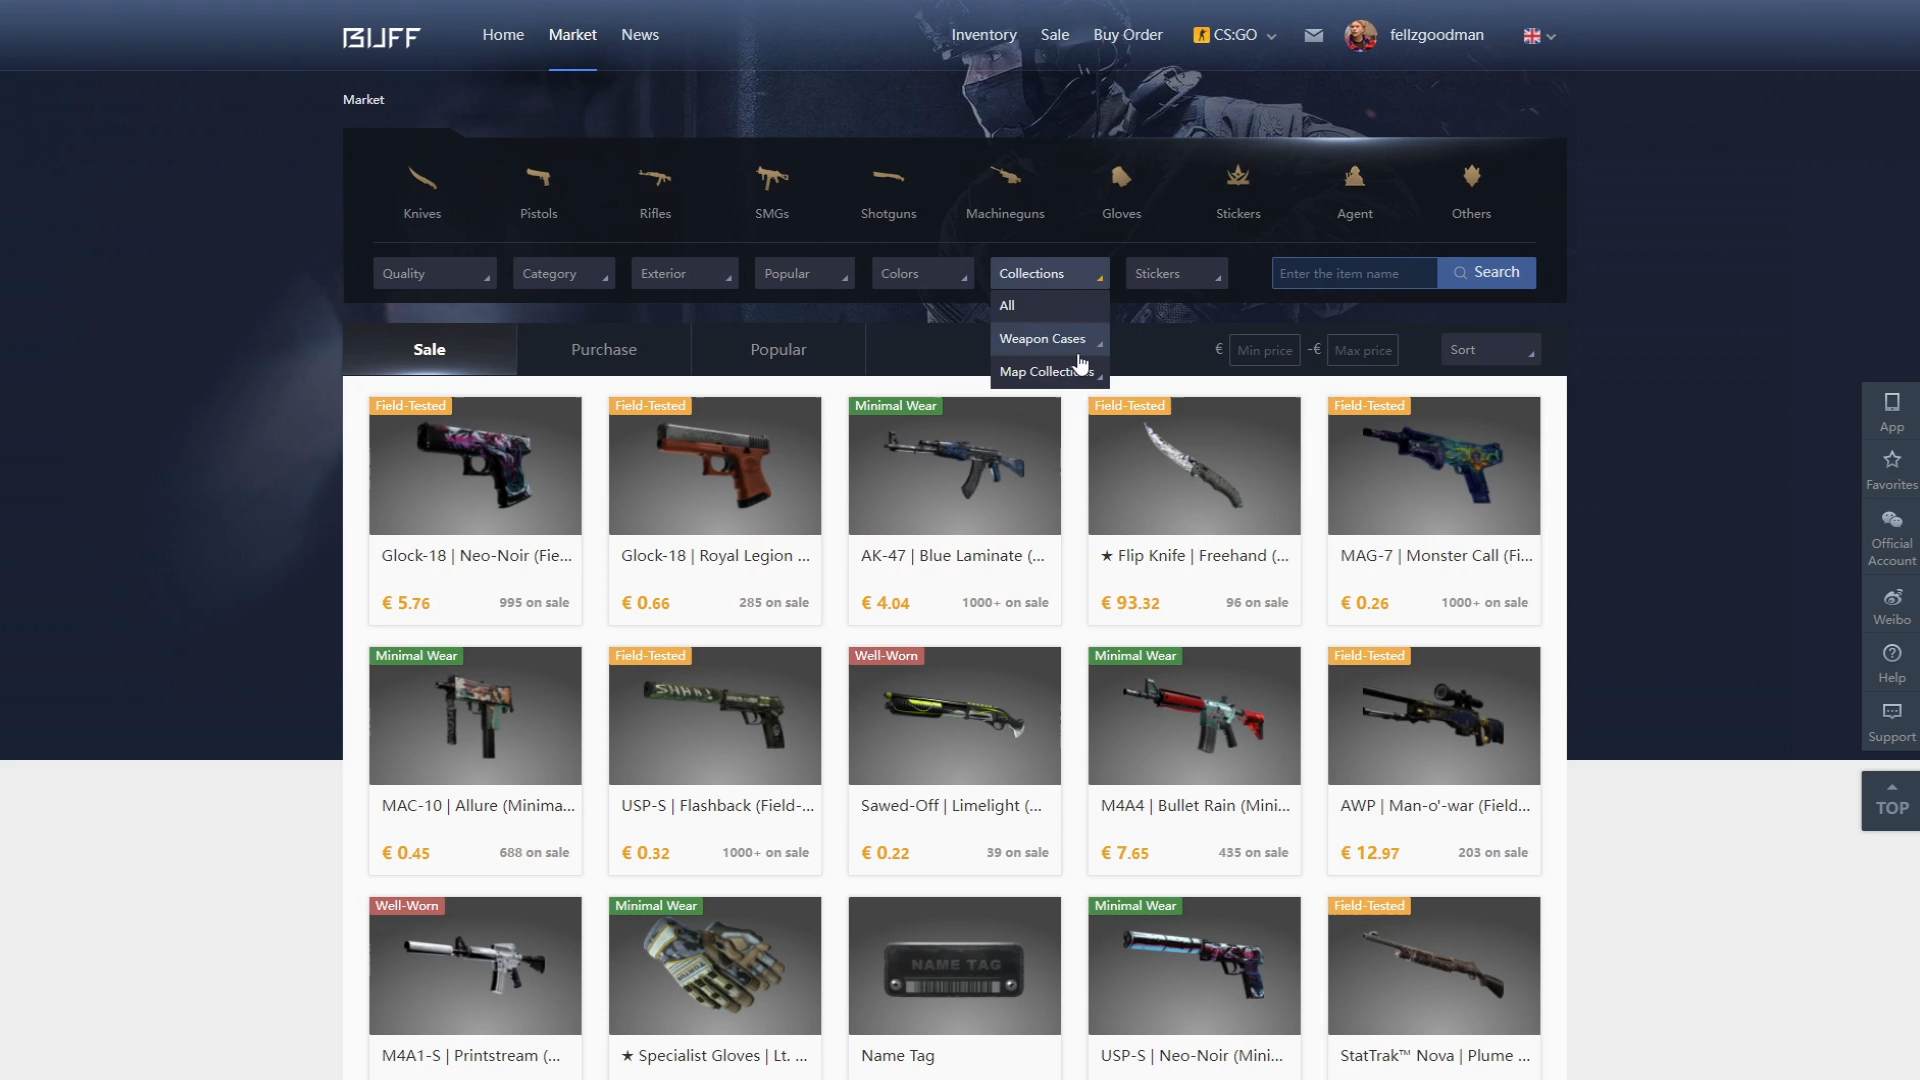 BUFF
Home
Market
News
Inventory
Sale
Buy Order
CS:GO
fellzgoodman
Market
Knives
Pistols
Rifles
SMGs
Shotguns
Machineguns
Gloves
Stickers
Agent
Others
Quality
Category
Exterior
Popular
Colors
Collections
Stickers
Enter the item name
Search
All
Weapon Cases
Map Collections
Sale
Purchase
Popular
€ Min price -€ Max price
Sort
Field-Tested
Glock-18 | Neo-Noir (Fie...
€ 5.76 995 on sale
Field-Tested
Glock-18 | Royal Legion ...
€ 0.66 285 on sale
Minimal Wear
AK-47 | Blue Laminate (...
€ 4.04 1000+ on sale
Field-Tested
★ Flip Knife | Freehand (...
€ 93.32 96 on sale
Field-Tested
MAG-7 | Monster Call (Fi...
€ 0.26 1000+ on sale
Minimal Wear
MAC-10 | Allure (Minima...
€ 0.45 688 on sale
Field-Tested
SHHH!
USP-S | Flashback (Field-...
€ 0.32 1000+ on sale
Well-Worn
Sawed-Off | Limelight (...
€ 0.22 39 on sale
Minimal Wear
M4A4 | Bullet Rain (Mini...
€ 7.65 435 on sale
Field-Tested
AWP | Man-o'-war (Field...
€ 12.97 203 on sale
Well-Worn
M4A1-S | Printstream (...
Minimal Wear
★ Specialist Gloves | Lt. ...
NAME TAG
Name Tag
Minimal Wear
USP-S | Neo-Noir (Mini...
Field-Tested
StatTrak™ Nova | Plume ...
App
Favorites
Official
Account
Weibo
Help
Support
TOP